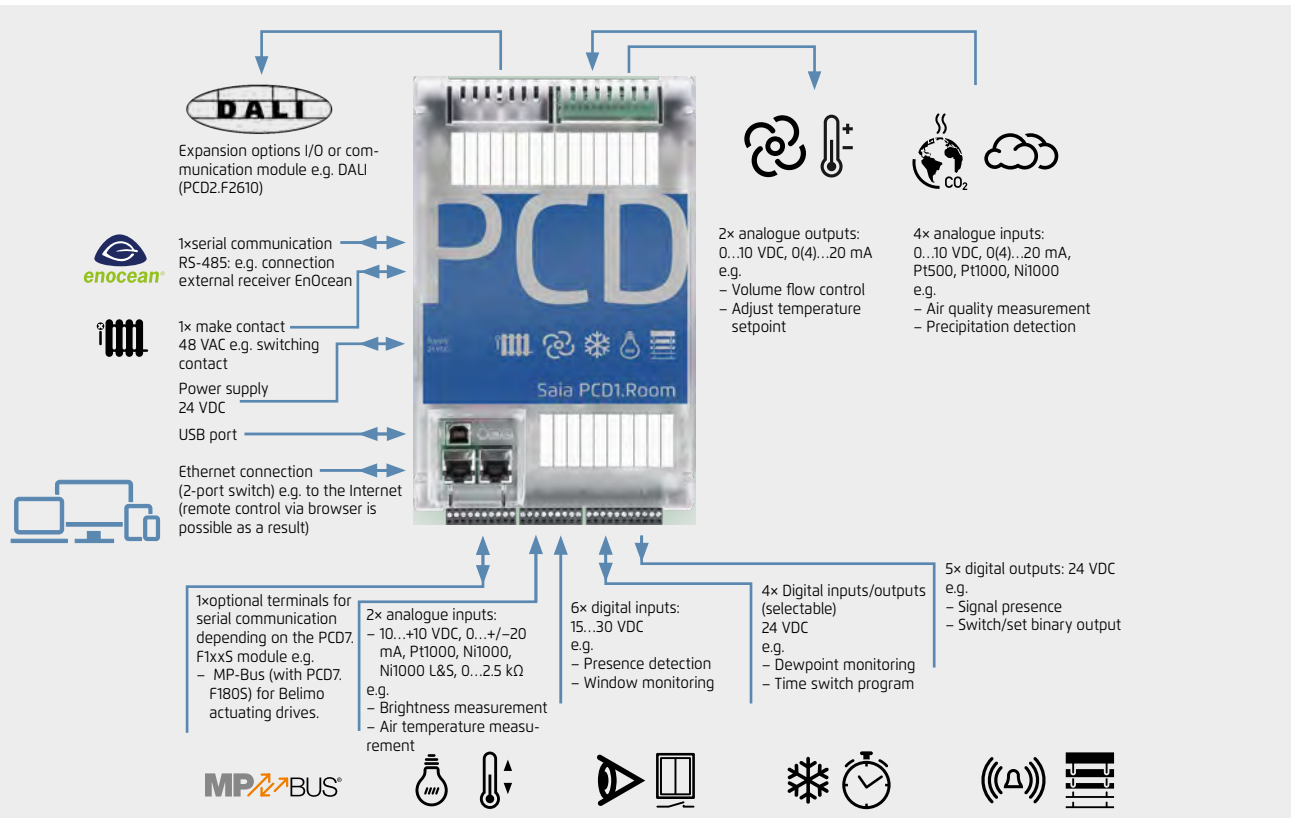 DALI
Expansion options I/O or com-
munication module e.g. DALI
(PCD2.F2610)
enocean®
1×serial communication
RS-485: e.g. connection
external receiver EnOcean
1× make contact
48 VAC e.g. switching
contact
Power supply
24 VDC
USB port
Ethernet connection
(2-port switch) e.g. to the Internet
(remote control via browser is
possible as a result)
PCD
Saia PCD1.Room
CO2
2× analogue outputs:
0...10 VDC, 0(4)...20 mA
e.g.
– Volume flow control
– Adjust temperature
setpoint
4× analogue inputs:
0...10 VDC, 0(4)...20 mA,
Pt500, Pt1000, Ni1000
e.g.
– Air quality measurement
– Precipitation detection
1×optional terminals for
serial communication
depending on the PCD7.
F1xxS module e.g.
– MP-Bus (with PCD7.
F180S) for Belimo
actuating drives.
2× analogue inputs:
– 10...+10 VDC, 0...+/–20
mA, Pt1000, Ni1000,
Ni1000 L&S, 0...2.5 kΩ
e.g.
– Brightness measurement
– Air temperature measu-
rement
6× digital inputs:
15...30 VDC
e.g.
– Presence detection
– Window monitoring
4× Digital inputs/outputs
(selectable)
24 VDC
e.g.
– Dewpoint monitoring
– Time switch program
5× digital outputs: 24 VDC
e.g.
– Signal presence
– Switch/set binary output
MP BUS®